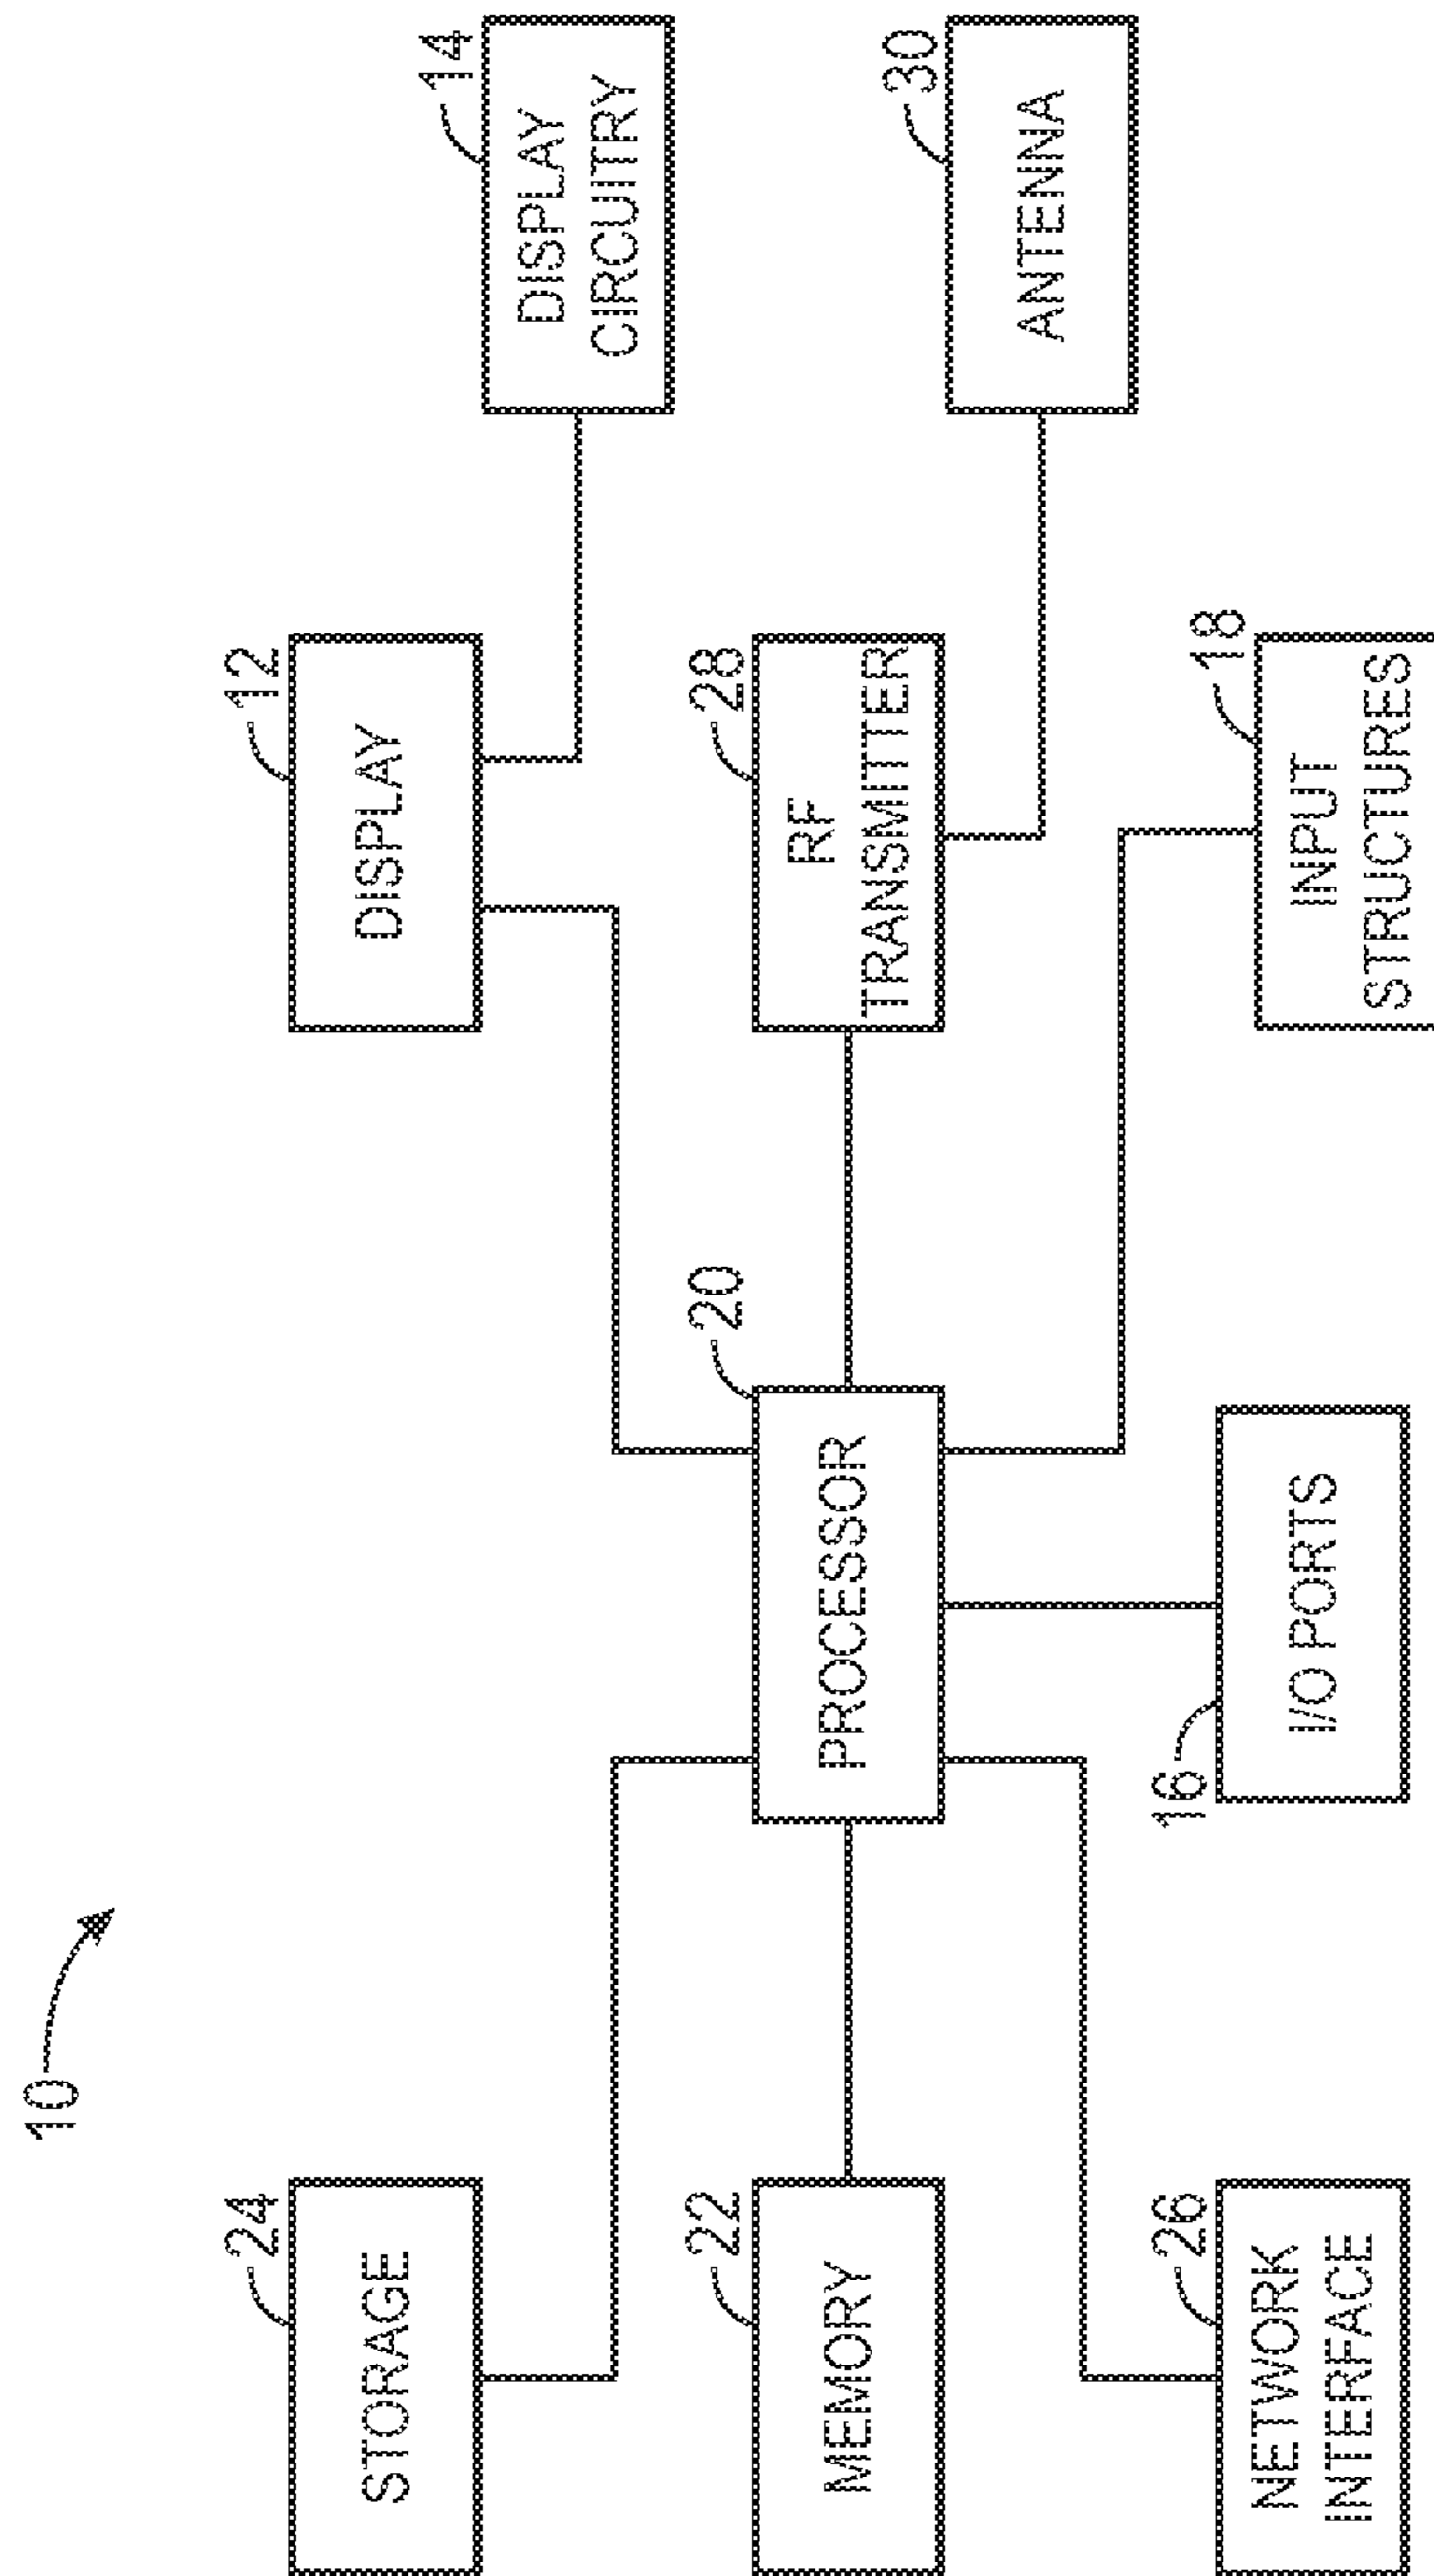 10
24
STORAGE
12
DISPLAY
14
DISPLAY
CIRCUITRY
22
MEMORY
20
PROCESSOR
28
RF
TRANSMITTER
30
ANTENNA
26
NETWORK
INTERFACE
16
I/O PORTS
18
INPUT
STRUCTURES